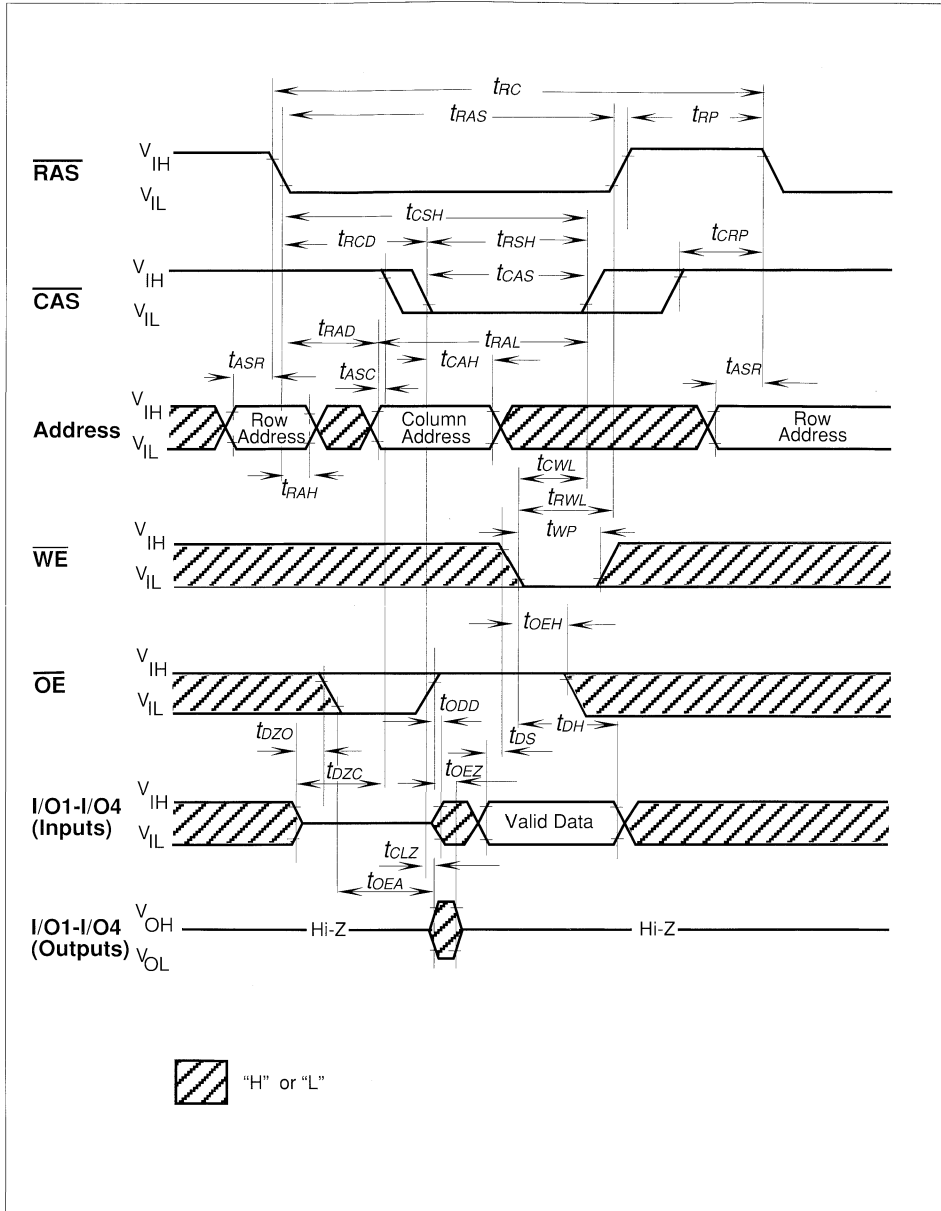 tRC
tRAS
tRP
RAS
VIH
VIL
tCSH
tRCD
tRSH
tCRP
CAS
VIH
VIL
tCAS
tRAD
tRAL
tASR
tASC
tCAH
tASR
Address
VIH
VIL
Row Address
Column Address
Row Address
tRAH
tCWL
tRWL
tWP
WE
VIH
VIL
tOEH
OE
VIH
VIL
tODD
tDZO
tDS
tDH
tDZC
tOEZ
I/O1-I/O4
(Inputs)
VIH
VIL
Valid Data
tCLZ
tOEA
I/O1-I/O4
(Outputs)
VOH
VOL
Hi-Z
Hi-Z
"H" or "L"